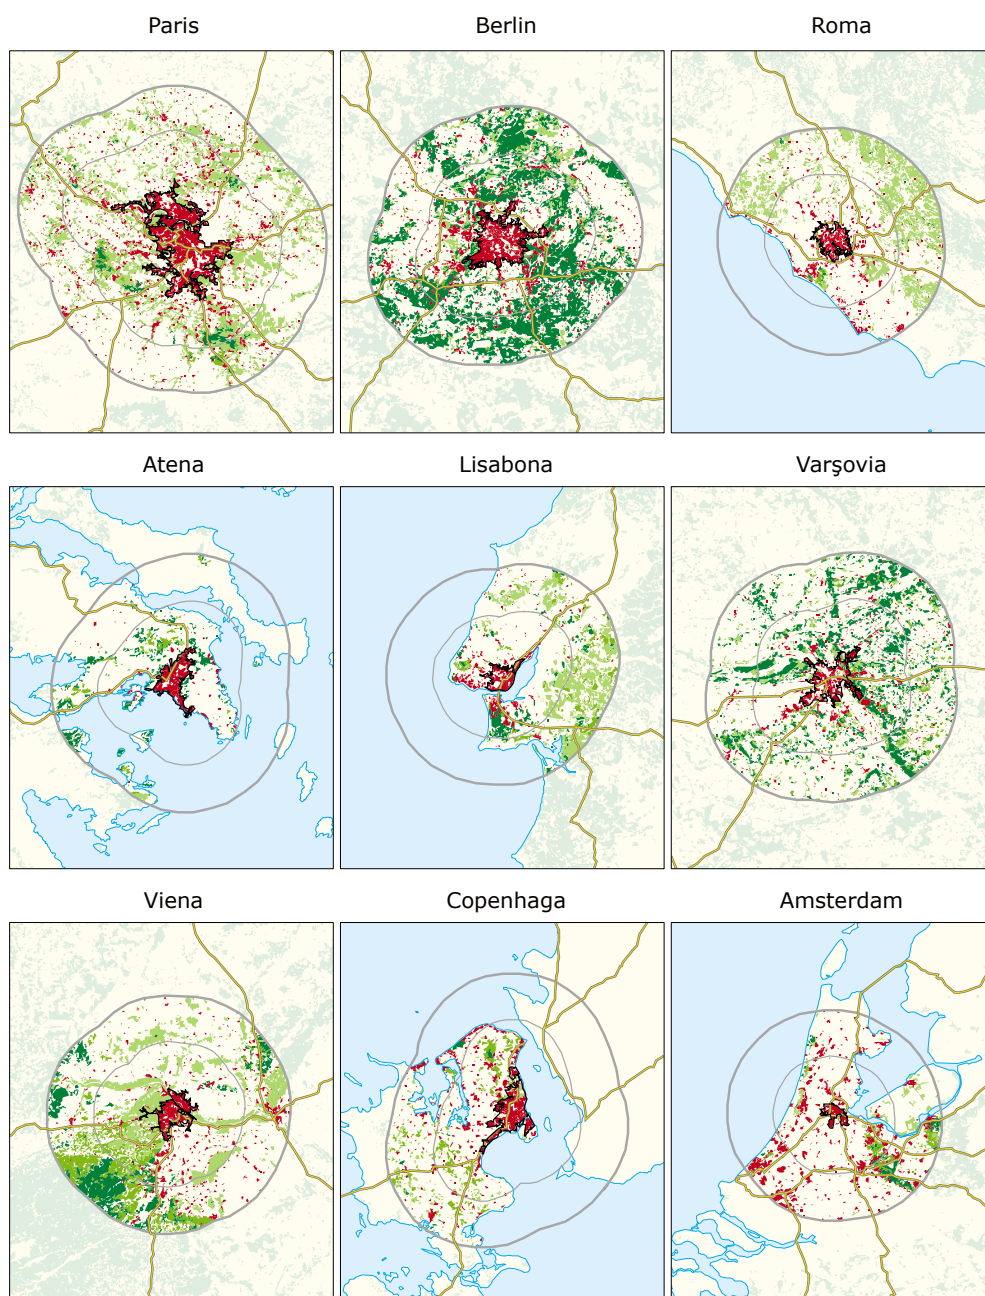 Paris
Berlin
Roma
Atena
Lisabona
Varşovia
Viena
Copenhaga
Amsterdam